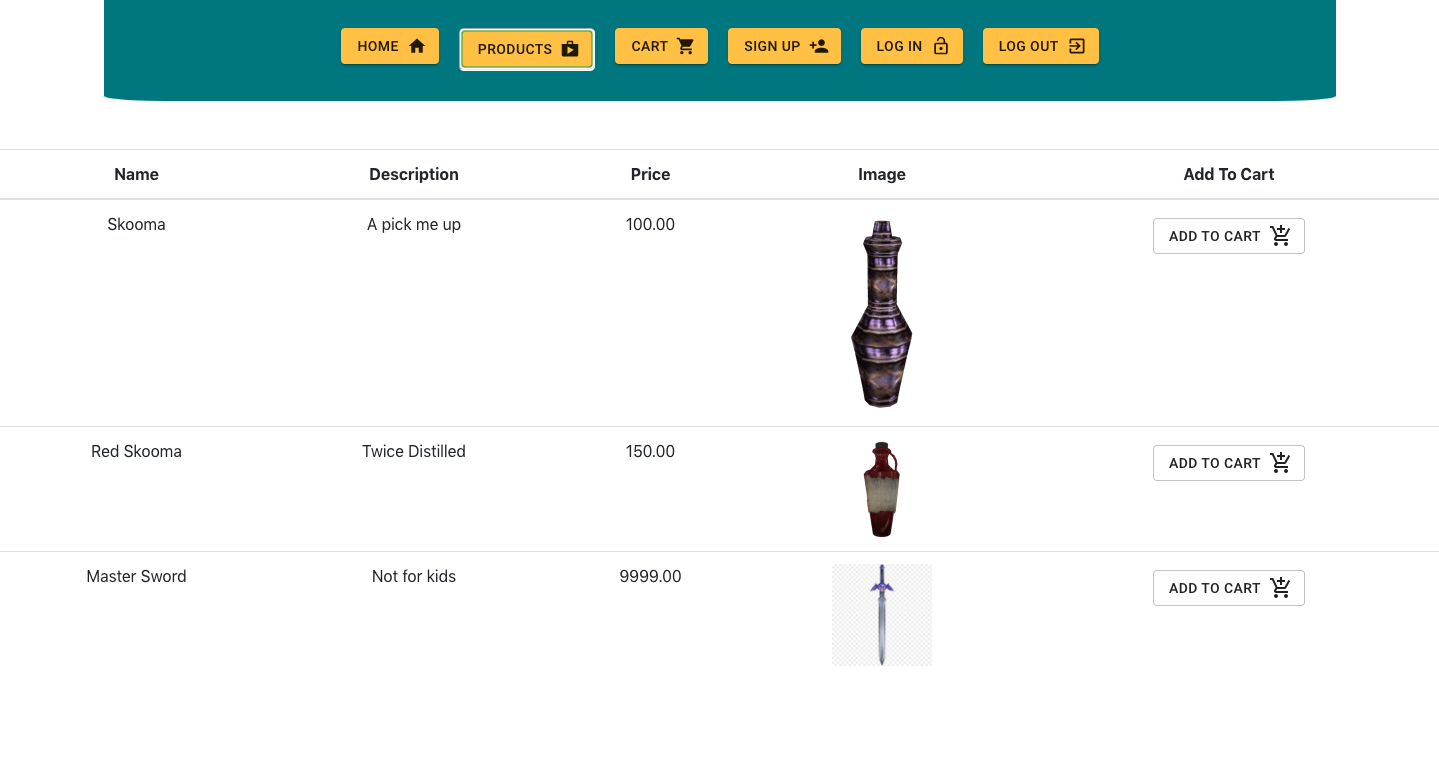 HOME PRODUCTS CART SIGN UP LOG IN LOG OUT
Name Description Price Image Add To Cart
Skooma A pick me up 100.00 ADD TO CART
Red Skooma Twice Distilled 150.00 ADD TO CART
Master Sword Not for kids 9999.00 ADD TO CART